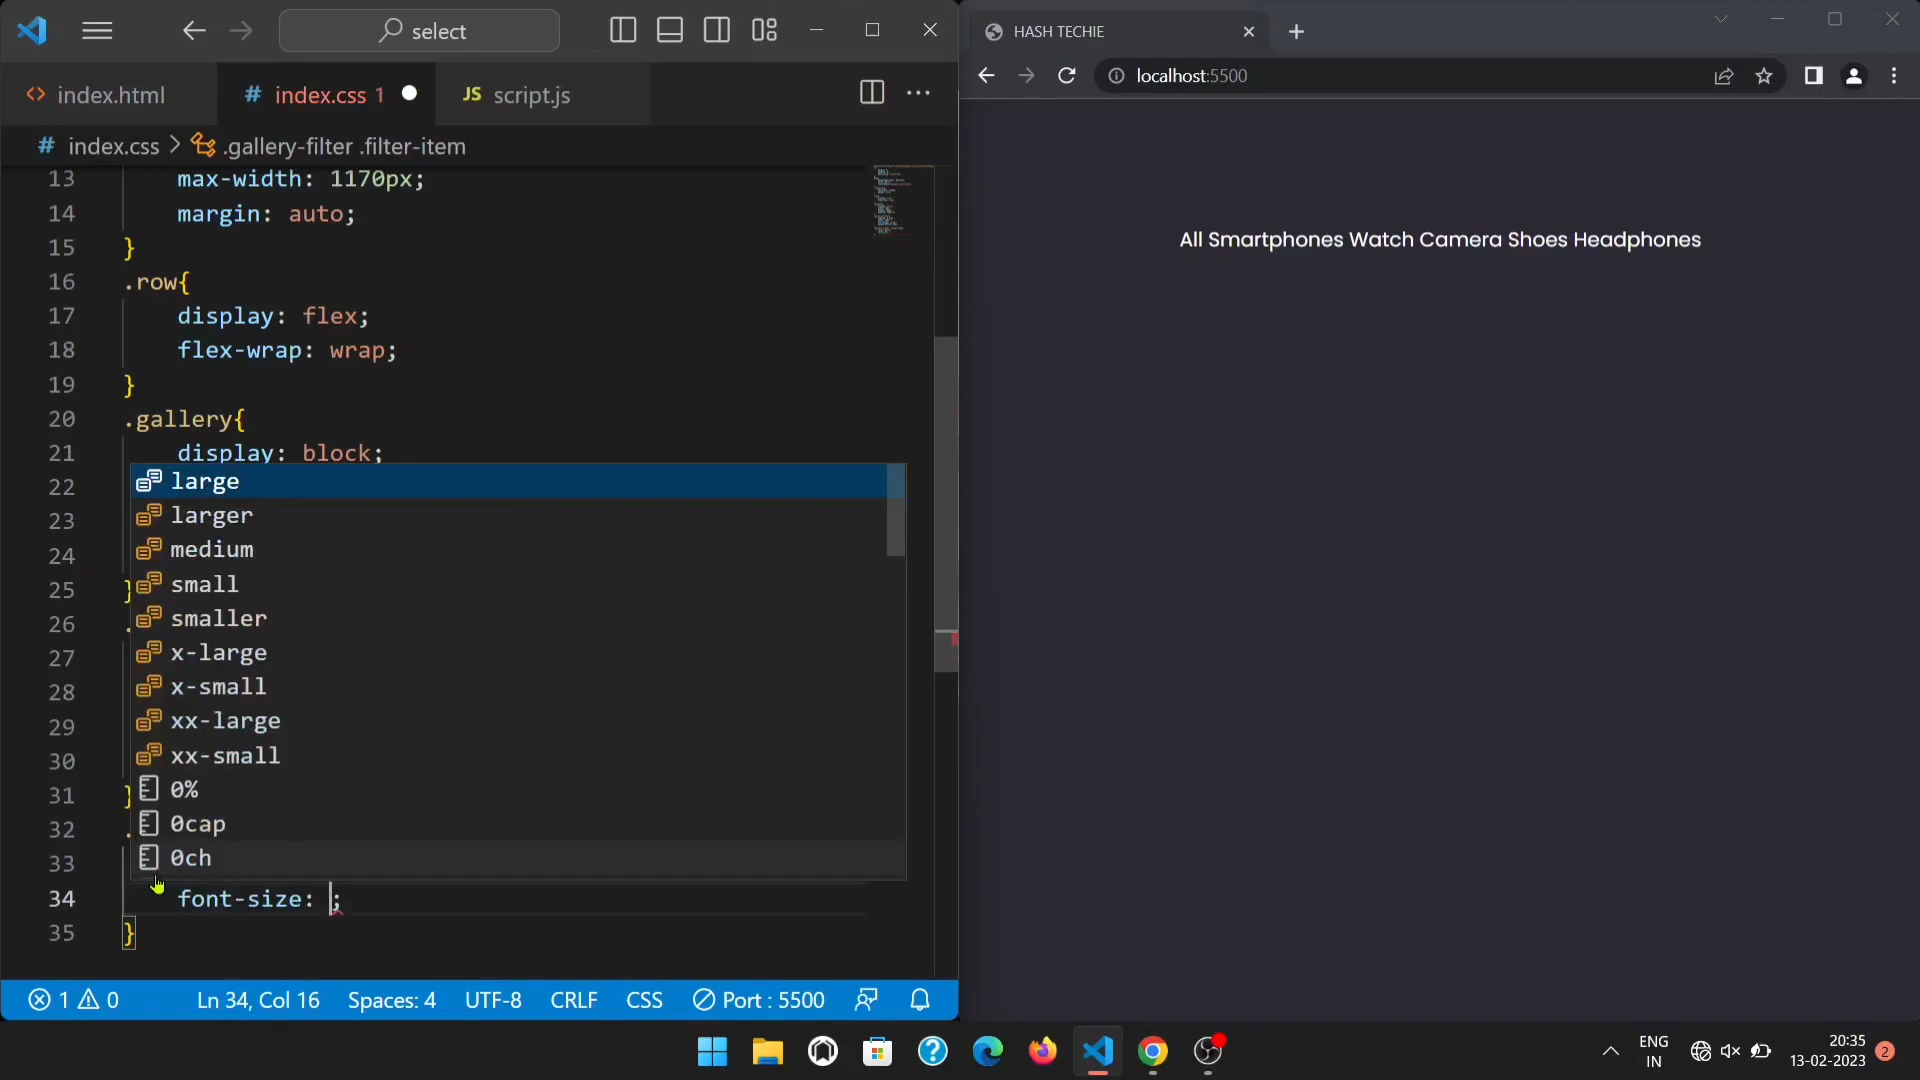 select
HASH TECHIE
index.html
# index.css 1
JS script.js
localhost:5500
# index.css > .gallery-filter .filter-item
13 max-width: 1170px;
14 margin: auto;
15 }
16 .row{
17 display: flex;
18 flex-wrap: wrap;
19 }
20 .gallery{
21 display: block;
22
23
24
25 }
26 .
27
28
29
30
31 }
32 .
33
34 font-size: ;
35 }
large
larger
medium
small
smaller
x-large
x-small
xx-large
xx-small
0%
0cap
0ch
All Smartphones Watch Camera Shoes Headphones
1 0 Ln 34, Col 16 Spaces: 4 UTF-8 CRLF CSS Port : 5500
ENG
IN
20:35
13-02-2023
2